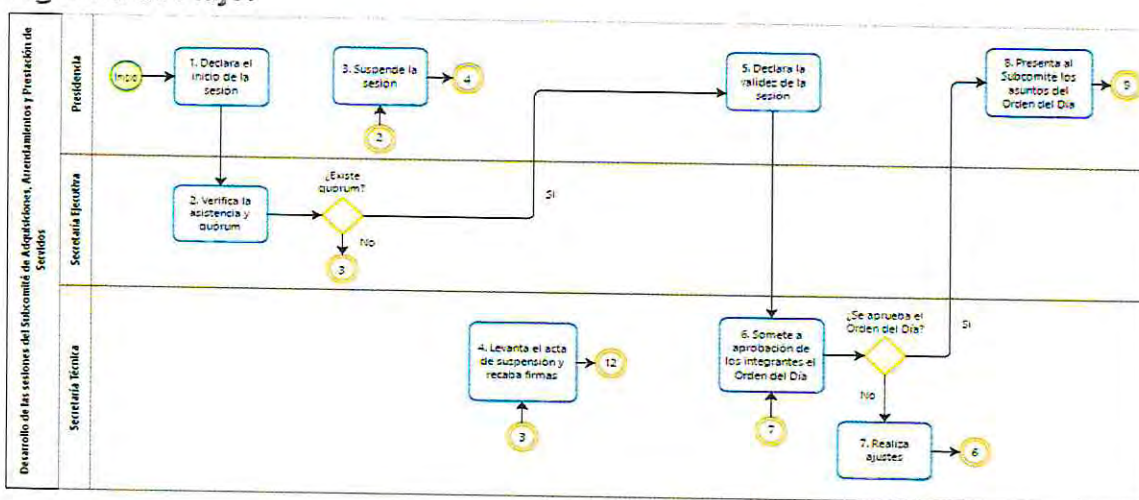 Desarrollo de las sesiones del Subcomité de Adquisiciones, Arrendamientos y Prestación de
Servicios
Presidencia
Inicio
1. Declara el
inicio de la
sesión
3. Suspende la
sesión
4
2
5. Declara la
validez de la
sesión
8. Presenta al
Subcomite los
asuntos del
Orden del Día
9
Secretaría Ejecutiva
2. Verifica la
asistencia y
quórum
¿Existe
quorum?
Si
No
3
Secretaría Técnica
4. Levanta el acta
de suspensión y
recaba firmas
12
3
6. Somete a
aprobación de
los integrantes el
Orden del Día
7
¿Se aprueba el
Orden del Día?
Si
No
7. Realiza
ajustes
6